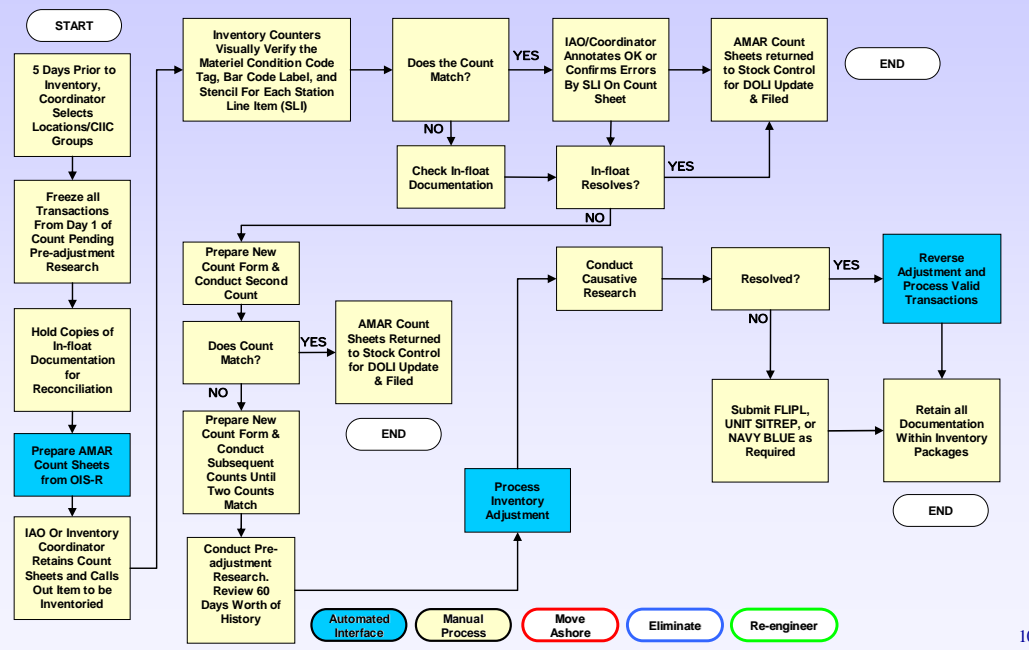 START
5 Days Prior to
Inventory,
Coordinator
Selects
Locations/CIIC
Groups
Freeze all
Transactions
From Day 1 of
Count Pending
Pre-adjustment
Research
Hold Copies of
In-float
Documentation
for
Reconciliation
Prepare AMAR
Count Sheets
from OIS-R
IAO Or Inventory
Coordinator
Retains Count
Sheets and Calls
Out Item to be
Inventoried
Inventory Counters
Visually Verify the
Materiel Condition Code
Tag, Bar Code Label, and
Stencil For Each Station
Line Item (SLI)
Does the Count
Match?
YES
NO
IAO/Coordinator
Annotates OK or
Confirms Errors
By SLI On Count
Sheet
AMAR Count
Sheets returned
to Stock Control
for DOLI Update
& Filed
END
Check In-float
Documentation
In-float
Resolves?
YES
NO
Prepare New
Count Form &
Conduct Second
Count
Does Count
Match?
YES
NO
AMAR Count
Sheets Returned
to Stock Control
for DOLI Update
& Filed
END
Prepare New
Count Form &
Conduct
Subsequent
Counts Until
Two Counts
Match
Conduct Pre-
adjustment
Research.
Review 60
Days Worth of
History
Process
Inventory
Adjustment
Conduct
Causative
Research
Resolved?
YES
NO
Reverse
Adjustment and
Process Valid
Transactions
Submit FLIPL,
UNIT SITREP, or
NAVY BLUE as
Required
Retain all
Documentation
Within Inventory
Packages
END
Automated
Interface
Manual
Process
Move
Ashore
Eliminate
Re-engineer